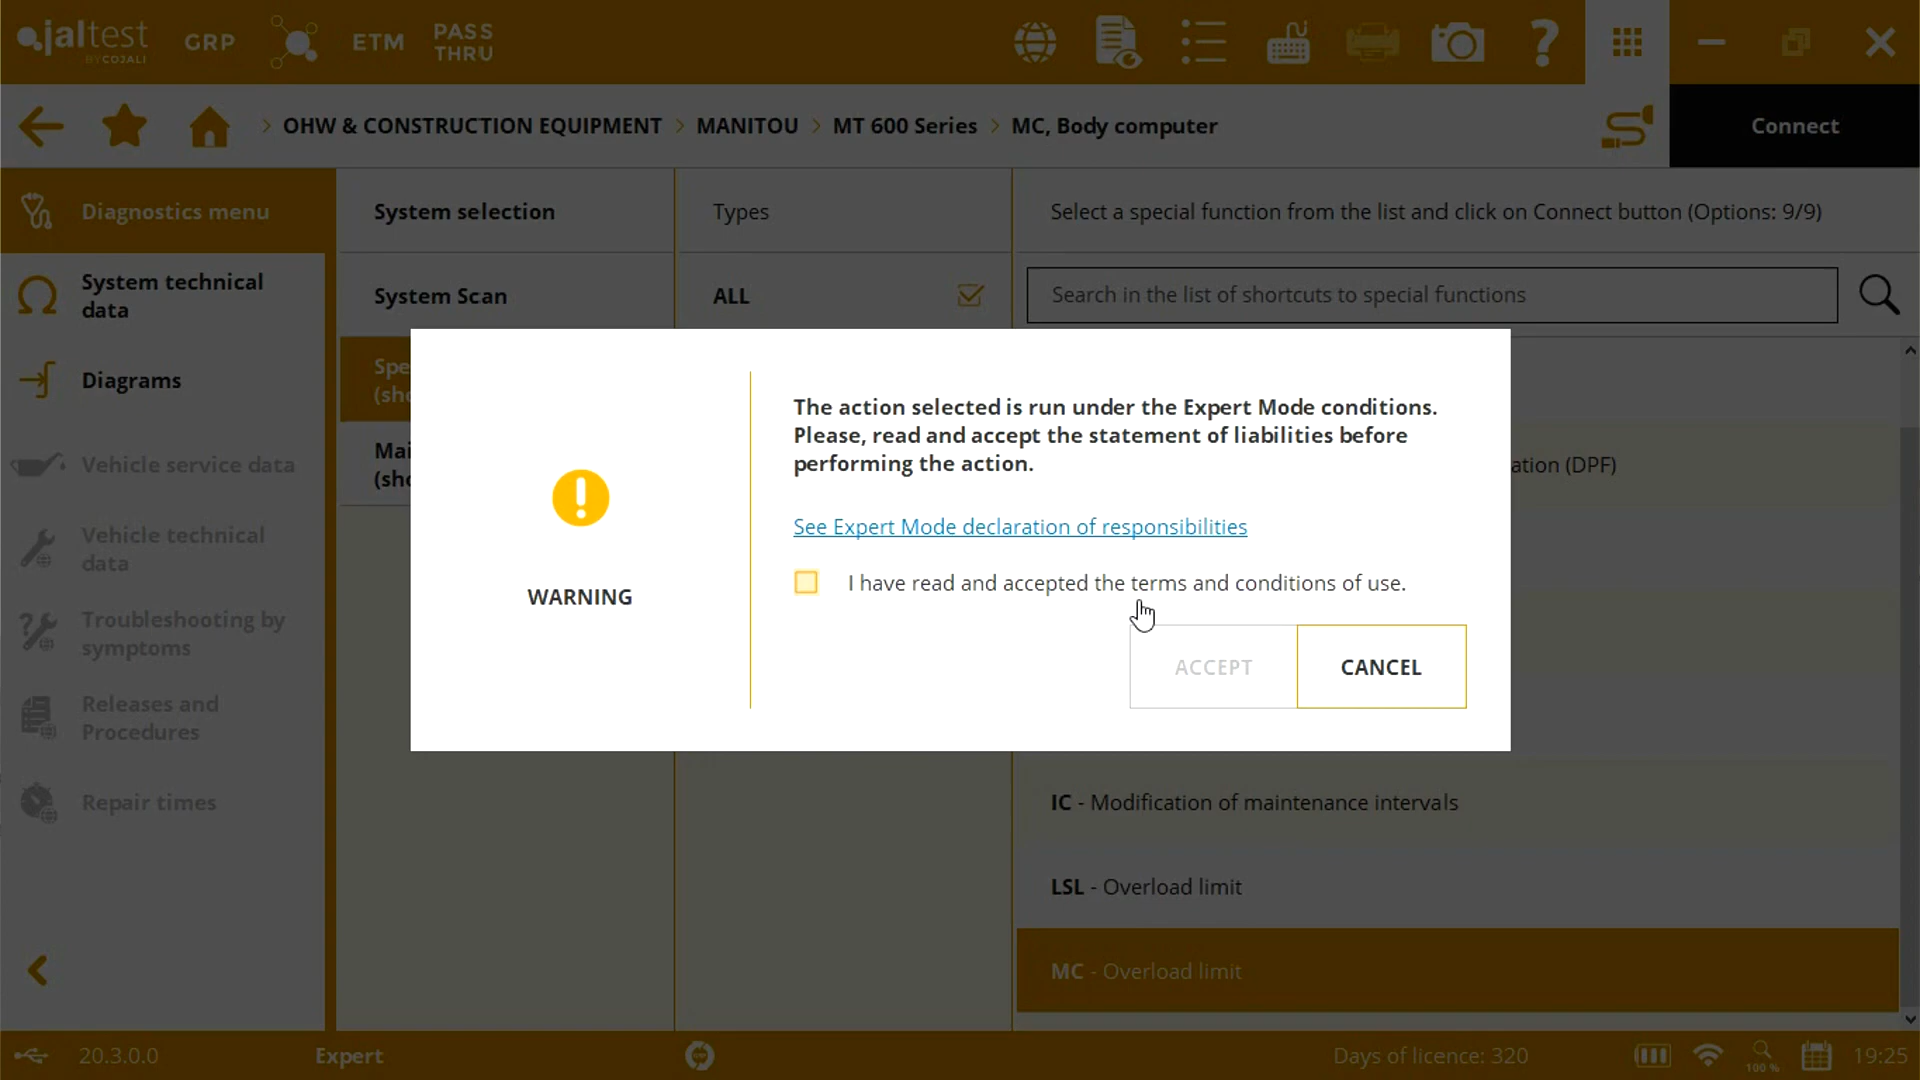 jaltest
BY COJALI
GRP
ETM
PASS
THRU
OHW & CONSTRUCTION EQUIPMENT
MANITOU
MT 600 Series
MC, Body computer
Connect
Diagnostics menu
System selection
Types
Select a special function from the list and click on Connect button (Options: 9/9)
System technical
data
System Scan
ALL
Search in the list of shortcuts to special functions
Diagrams
Spe
(sho
Mai
(sho
Vehicle service data
Vehicle technical
data
Troubleshooting by
symptoms
Releases and
Procedures
Repair times
WARNING
The action selected is run under the Expert Mode conditions.
Please, read and accept the statement of liabilities before
performing the action.
See Expert Mode declaration of responsibilities
I have read and accepted the terms and conditions of use.
ACCEPT
CANCEL
ation (DPF)
IC - Modification of maintenance intervals
LSL - Overload limit
MC - Overload limit
20.3.0.0
Expert
Days of licence: 320
100 %
19:25